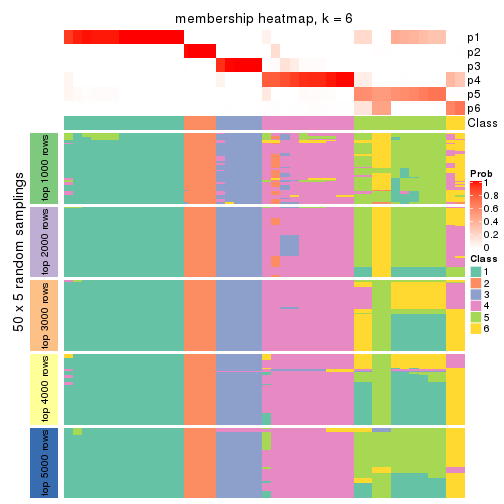 membership heatmap, k = 6
p1
p2
p3
p4
p5
p6
Class
50 x 5 random samplings
top 1000 rows
top 2000 rows
top 3000 rows
top 4000 rows
top 5000 rows
Prob
1
0.8
0.6
0.4
0.2
0
Class
1
2
3
4
5
6